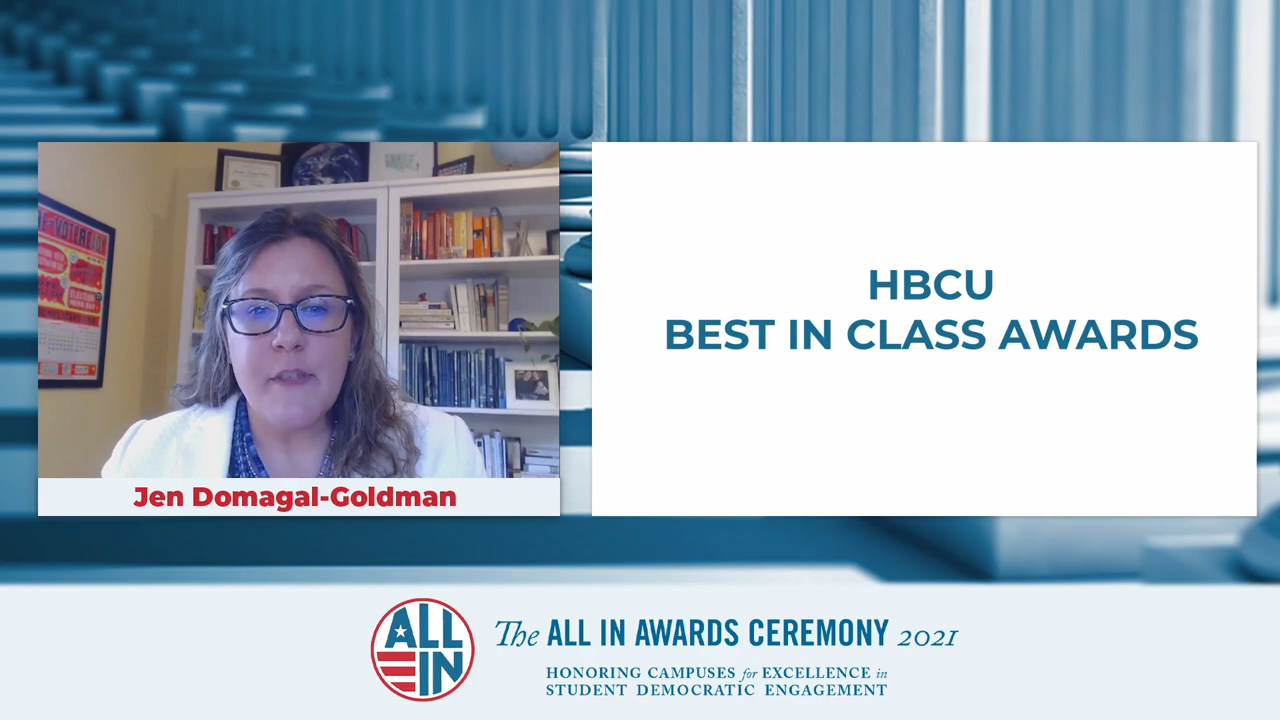 HBCU
BEST IN CLASS AWARDS
Jen Domagal-Goldman
ALL
IN
The ALL IN AWARDS CEREMONY 2021
HONORING CAMPUSES for EXCELLENCE in
STUDENT DEMOCRATIC ENGAGEMENT